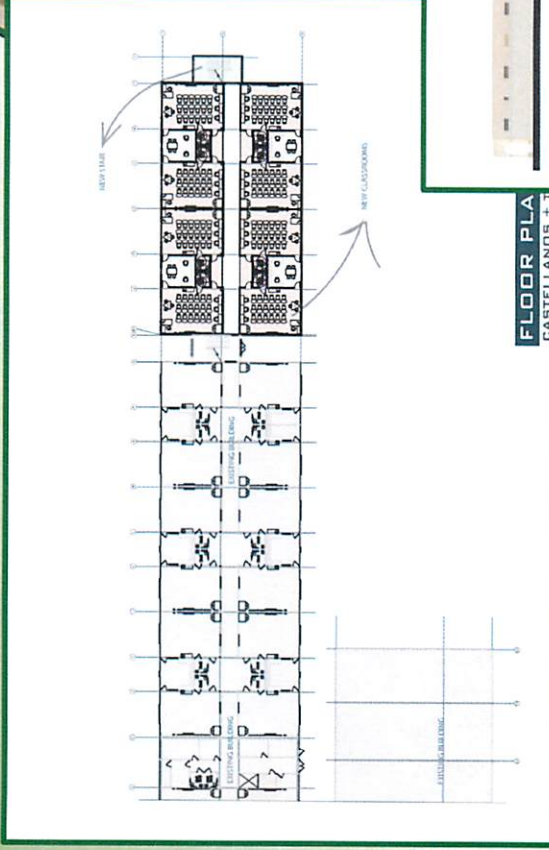 NEW STAIR
NEW CLASSROOMS
EXISTING BUILDING
EXISTING BUILDING
EXISTING BUILDING
FLOOR PLA
CASTELLANOS + T